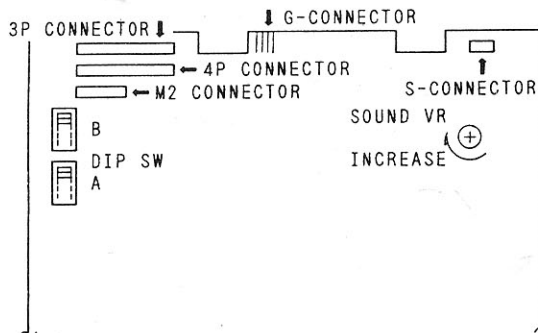 G-CONNECTOR
3P CONNECTOR
4P CONNECTOR
M2 CONNECTOR
S-CONNECTOR
SOUND VR
B
DIP SW
INCREASE
A